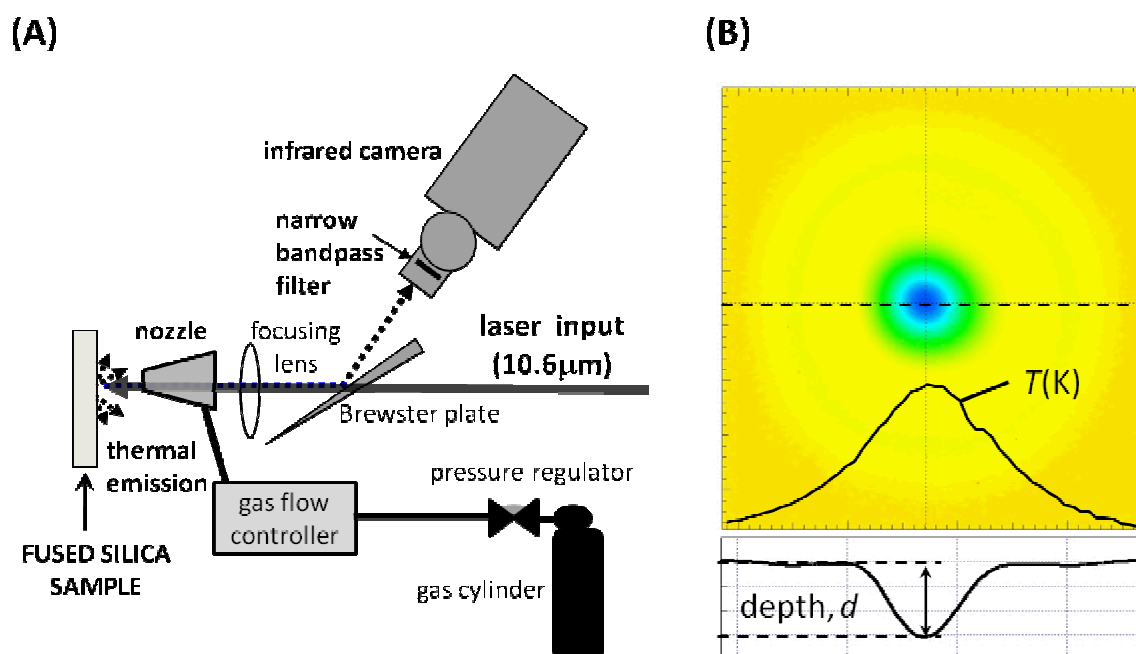 (A)
infrared camera
narrow
bandpass
filter
nozzle
focusing
lens
laser input
(10.6µm)
Brewster plate
thermal
emission
pressure regulator
gas flow
controller
FUSED SILICA
SAMPLE
gas cylinder
(B)
T(K)
depth, d